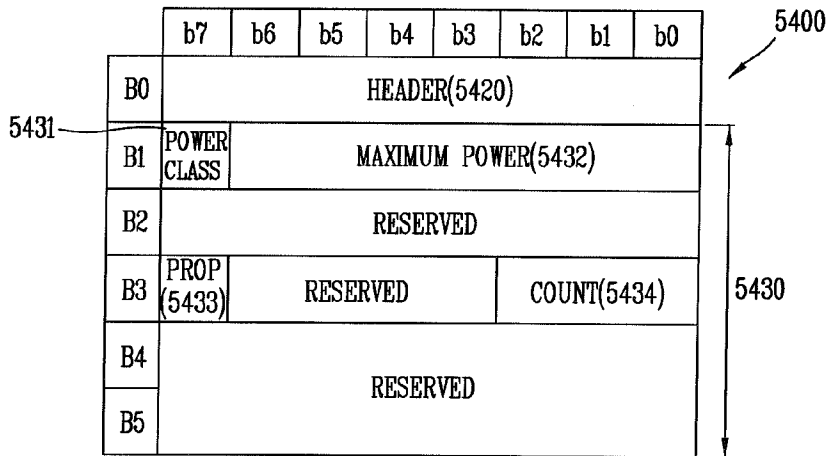 b7 b6 b5 b4 b3 b2 b1 b0
5400
B0 HEADER(5420)
5431
B1 POWER CLASS MAXIMUM POWER(5432)
B2 RESERVED
B3 PROP (5433) RESERVED COUNT(5434)
5430
B4
RESERVED
B5